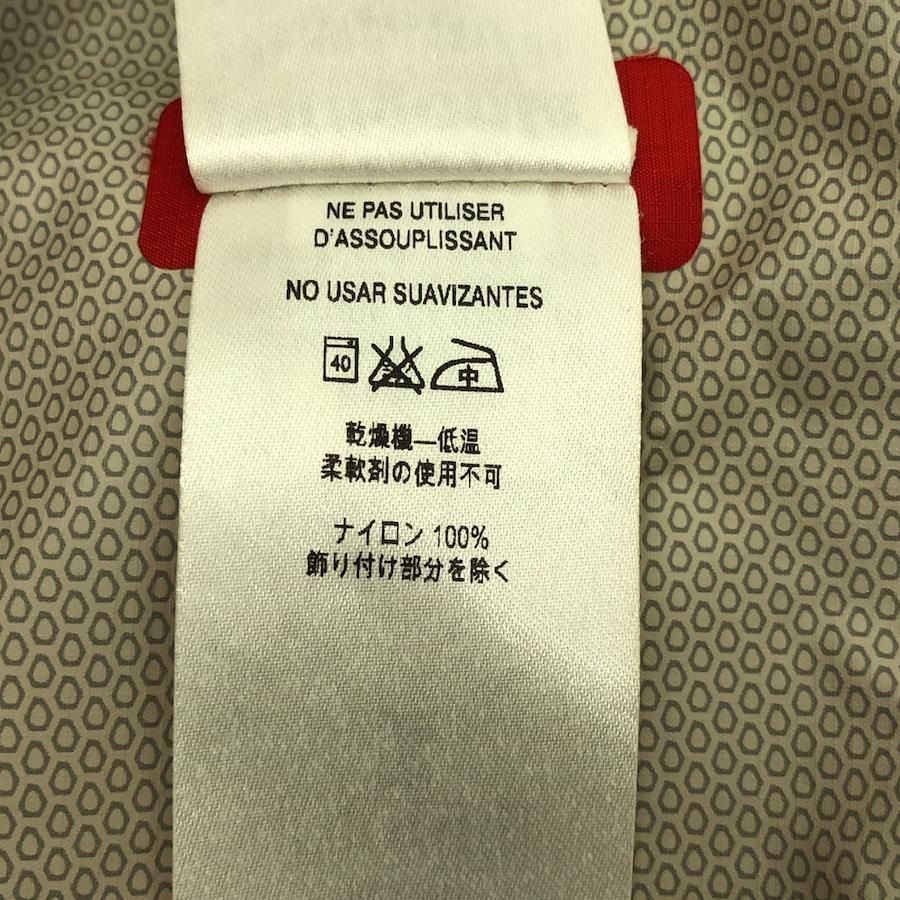 NE PAS UTILISER
D'ASSOUPLISSANT
NO USAR SUAVIZANTES
40 中
乾燥機—低温
柔軟剤の使用不可
ナイロン 100%
飾り付け部分を除く